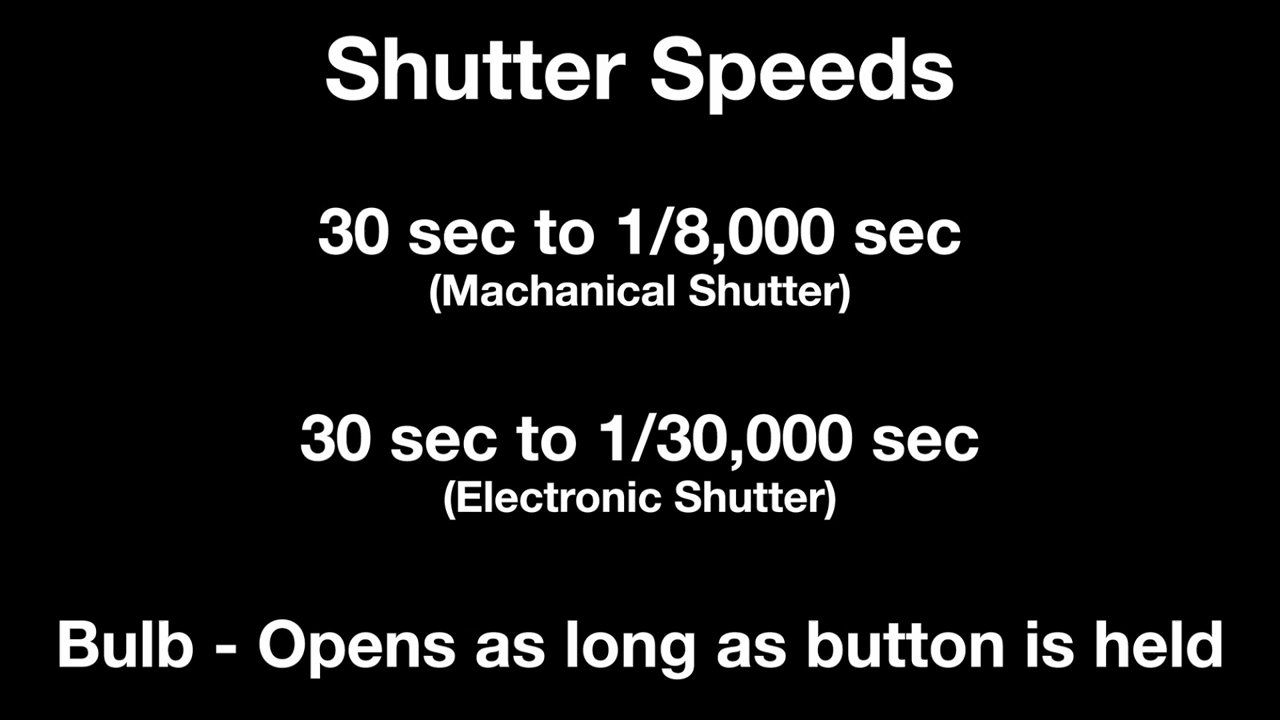 Shutter Speeds
30 sec to 1/8,000 sec
(Machanical Shutter)
30 sec to 1/30,000 sec
(Electronic Shutter)
Bulb - Opens as long as button is held